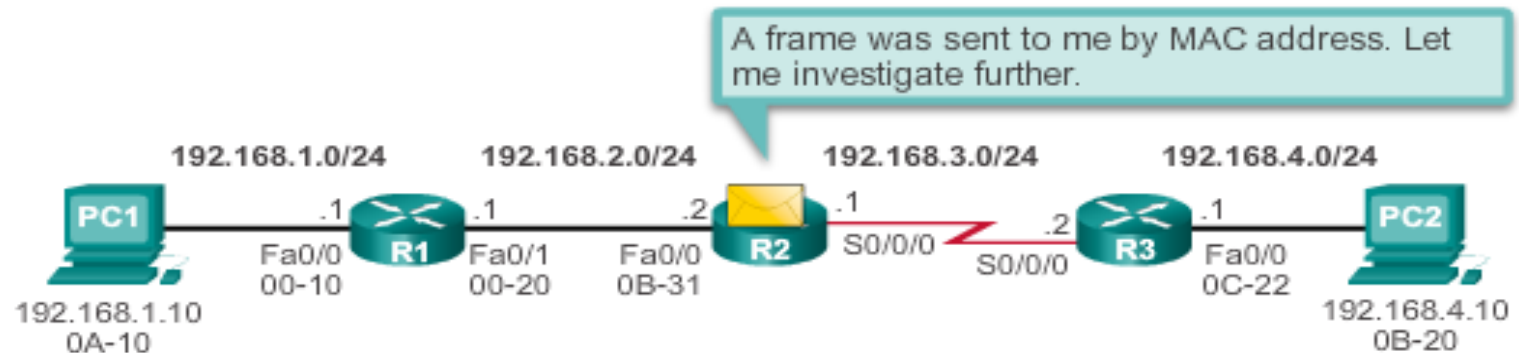 A frame was sent to me by MAC address. Let
me investigate further.
192.168.1.0/24 192.168.2.0/24 192.168.3.0/24 192.168.4.0/24
PC1 .1 R1 .1 .2 R2 .1 .2 R3 .1 PC2
Fa0/0 Fa0/1 Fa0/0 S0/0/0 S0/0/0 Fa0/0
00-10 00-20 0B-31 0C-22
192.168.1.10 192.168.4.10
0A-10 0B-20